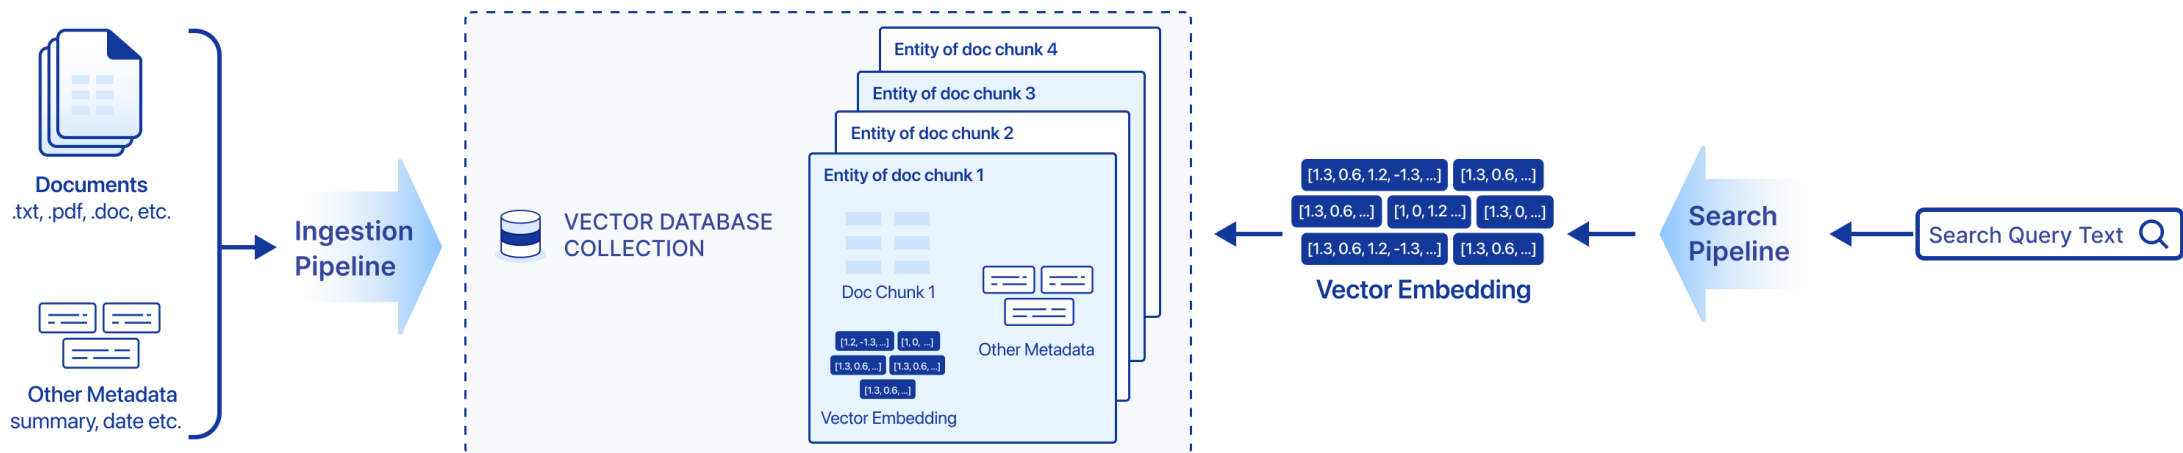 Documents
.txt, .pdf, .doc, etc.
Other Metadata
summary, date etc.
Ingestion
Pipeline
VECTOR DATABASE
COLLECTION
Entity of doc chunk 4
Entity of doc chunk 3
Entity of doc chunk 2
Entity of doc chunk 1
Doc Chunk 1
[1.2, -1.3, ...] [1, 0, ...]
[1.3, 0.6, ...] [1.3, 0.6, ...]
[1.3, 0.6, ...]
Vector Embedding
Other Metadata
[1.3, 0.6, 1.2, -1.3, ...] [1.3, 0.6, ...]
[1.3, 0.6, ...] [1, 0, 1.2 ...] [1.3, 0, ...]
[1.3, 0.6, 1.2, -1.3, ...] [1.3, 0.6, ...]
Vector Embedding
Search
Pipeline
Search Query Text